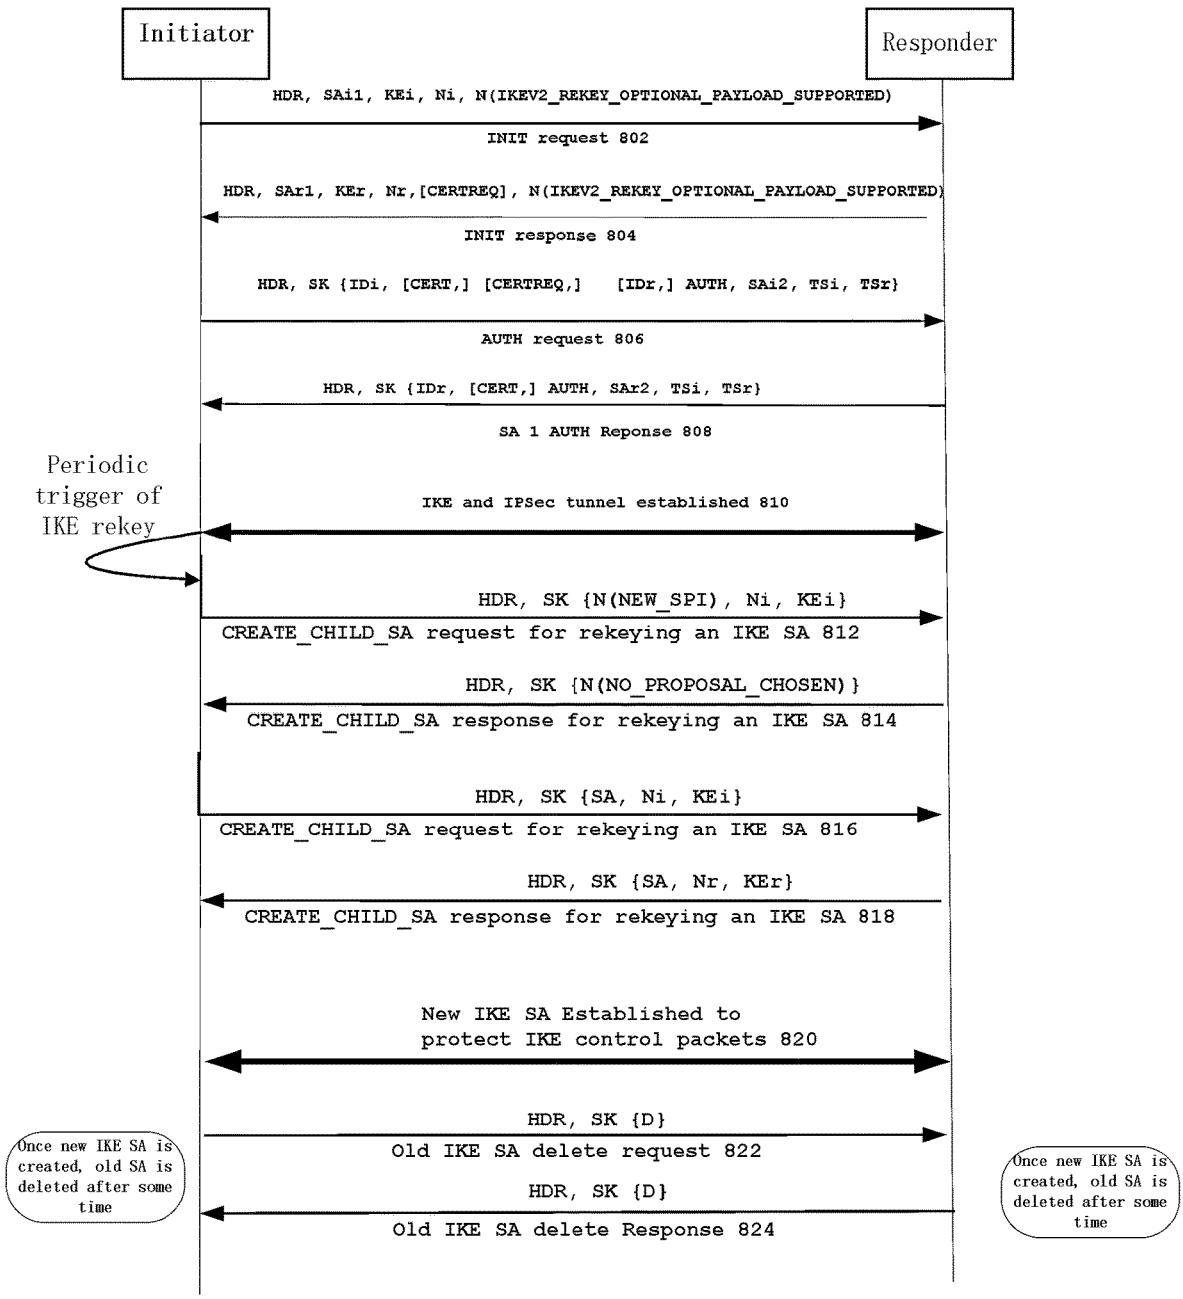 Initiator
Responder
HDR, SAi1, KEi, Ni, N(IKEV2_REKEY_OPTIONAL_PAYLOAD_SUPPORTED)
INIT request 802
HDR, SAr1, KEr, Nr,[CERTREQ], N(IKEV2_REKEY_OPTIONAL_PAYLOAD_SUPPORTED)
INIT response 804
HDR, SK {IDi, [CERT,] [CERTREQ,] [IDr,] AUTH, SAi2, TSi, TSr}
AUTH request 806
HDR, SK {IDr, [CERT,] AUTH, SAr2, TSi, TSr}
SA 1 AUTH Reponse 808
Periodic
trigger of
IKE rekey
IKE and IPSec tunnel established 810
HDR, SK {N(NEW_SPI), Ni, KEi}
CREATE_CHILD_SA request for rekeying an IKE SA 812
HDR, SK {N(NO_PROPOSAL_CHOSEN)}
CREATE_CHILD_SA response for rekeying an IKE SA 814
HDR, SK {SA, Ni, KEi}
CREATE_CHILD_SA request for rekeying an IKE SA 816
HDR, SK {SA, Nr, KEr}
CREATE_CHILD_SA response for rekeying an IKE SA 818
New IKE SA Established to
protect IKE control packets 820
HDR, SK {D}
Old IKE SA delete request 822
HDR, SK {D}
Old IKE SA delete Response 824
Once new IKE SA is
created, old SA is
deleted after some
time
Once new IKE SA is
created, old SA is
deleted after some
time